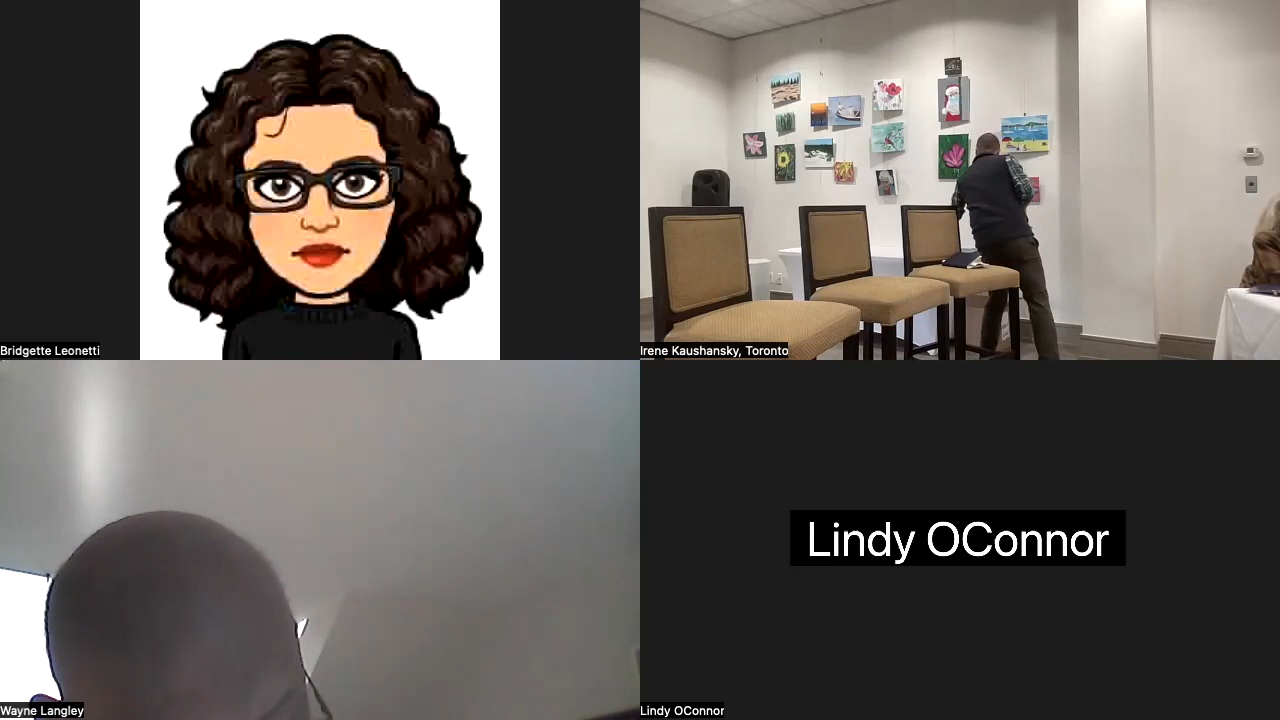 Bridgette Leonetti
Irene Kaushansky, Toronto
Lindy OConnor
Wayne Langley
Lindy OConnor